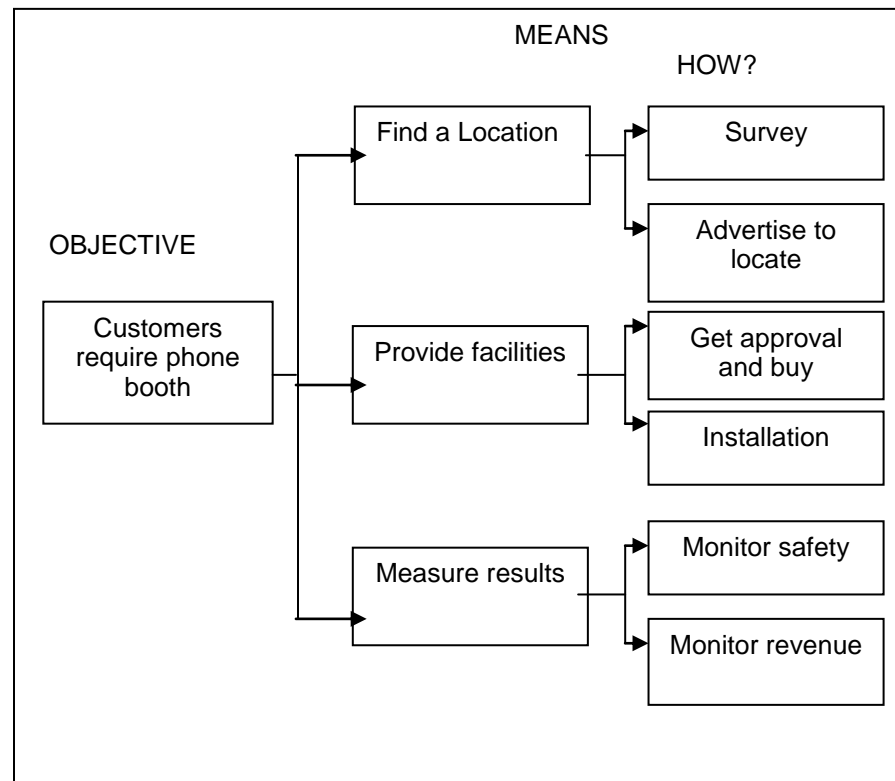 MEANS
HOW?
Find a Location
Survey
Advertise to
locate
OBJECTIVE
Customers
require phone
booth
Provide facilities
Get approval
and buy
Installation
Measure results
Monitor safety
Monitor revenue